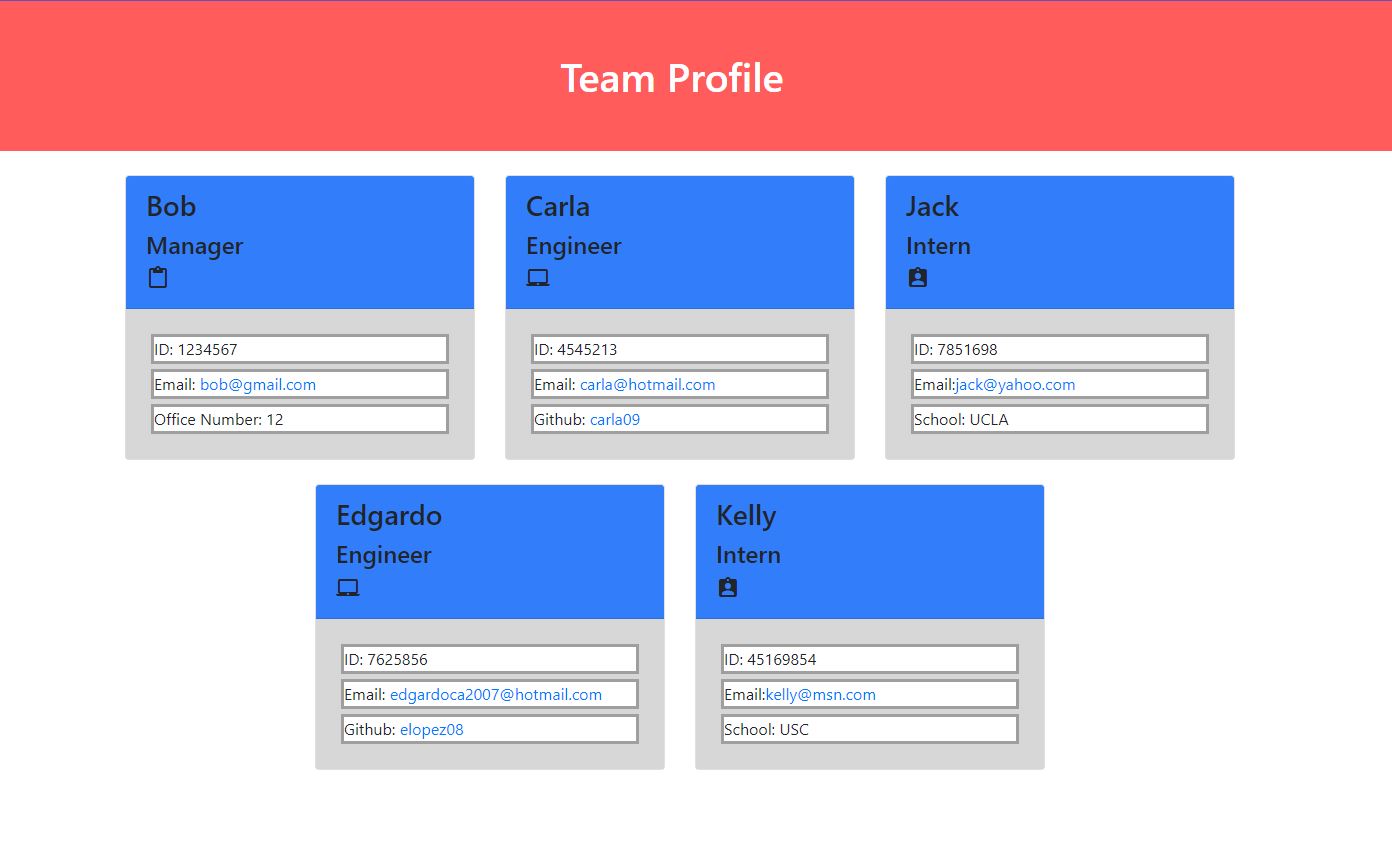 Team Profile
Bob
Manager
ID: 1234567
Email: bob@gmail.com
Office Number: 12
Carla
Engineer
ID: 4545213
Email: carla@hotmail.com
Github: carla09
Jack
Intern
ID: 7851698
Email:jack@yahoo.com
School: UCLA
Edgardo
Engineer
ID: 7625856
Email: edgardoca2007@hotmail.com
Github: elopez08
Kelly
Intern
ID: 45169854
Email:kelly@msn.com
School: USC